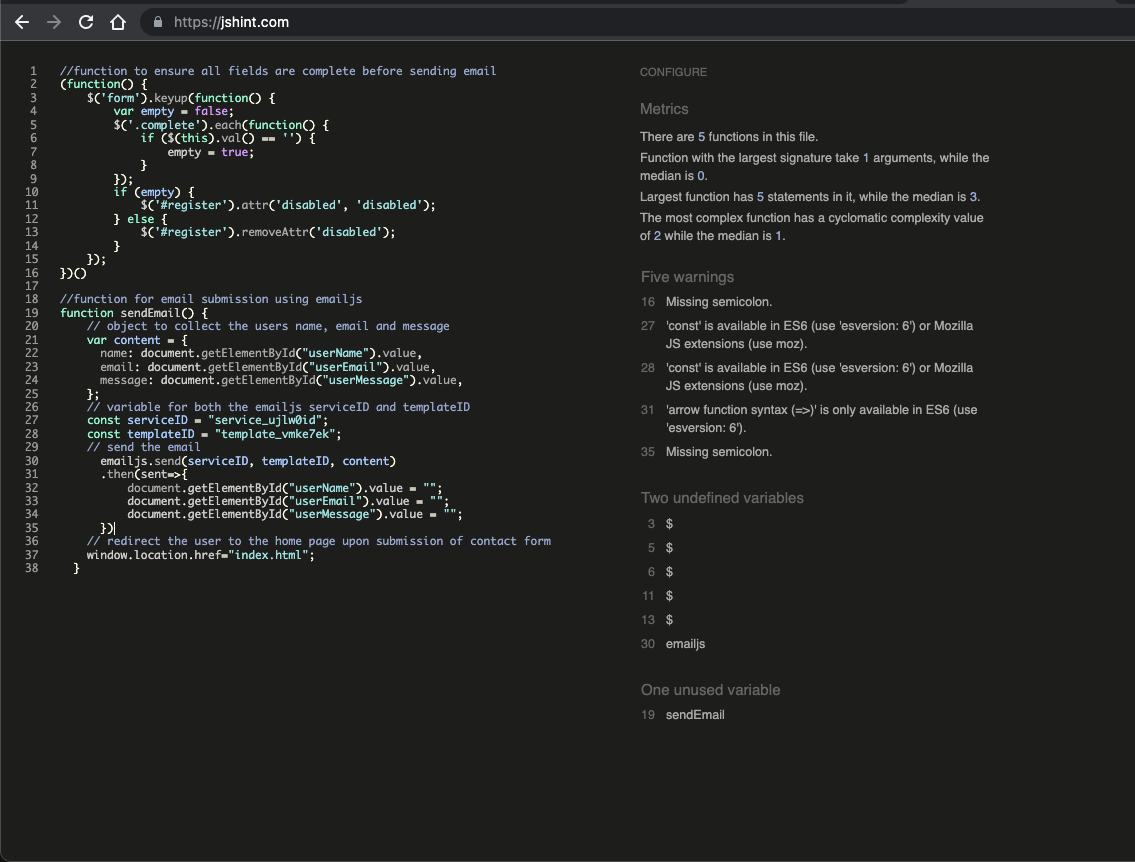 https://jshint.com
1 //function to ensure all fields are complete before sending email
2 (function() {
3     $('form').keyup(function() {
4         var empty = false;
5         $('.complete').each(function() {
6             if ($(this).val() == '') {
7                 empty = true;
8             }
9         });
10         if (empty) {
11             $('#register').attr('disabled', 'disabled');
12         } else {
13             $('#register').removeAttr('disabled');
14         }
15     });
16 })()
17
18 //function for email submission using emailjs
19 function sendEmail() {
20     // object to collect the users name, email and message
21     var content = {
22       name: document.getElementById("userName").value,
23       email: document.getElementById("userEmail").value,
24       message: document.getElementById("userMessage").value,
25     };
26     // variable for both the emailjs serviceID and templateID
27     const serviceID = "service_ujlw0id";
28     const templateID = "template_vmke7ek";
29     // send the email
30       emailjs.send(serviceID, templateID, content)
31       .then(sent=>{
32           document.getElementById("userName").value = "";
33           document.getElementById("userEmail").value = "";
34           document.getElementById("userMessage").value = "";
35       })
36     // redirect the user to the home page upon submission of contact form
37     window.location.href="index.html";
38   }
CONFIGURE
Metrics
There are 5 functions in this file.
Function with the largest signature take 1 arguments, while the
median is 0.
Largest function has 5 statements in it, while the median is 3.
The most complex function has a cyclomatic complexity value
of 2 while the median is 1.
Five warnings
16 Missing semicolon.
27 'const' is available in ES6 (use 'esversion: 6') or Mozilla
JS extensions (use moz).
28 'const' is available in ES6 (use 'esversion: 6') or Mozilla
JS extensions (use moz).
31 'arrow function syntax (=>)' is only available in ES6 (use
'esversion: 6').
35 Missing semicolon.
Two undefined variables
3 $
5 $
6 $
11 $
13 $
30 emailjs
One unused variable
19 sendEmail